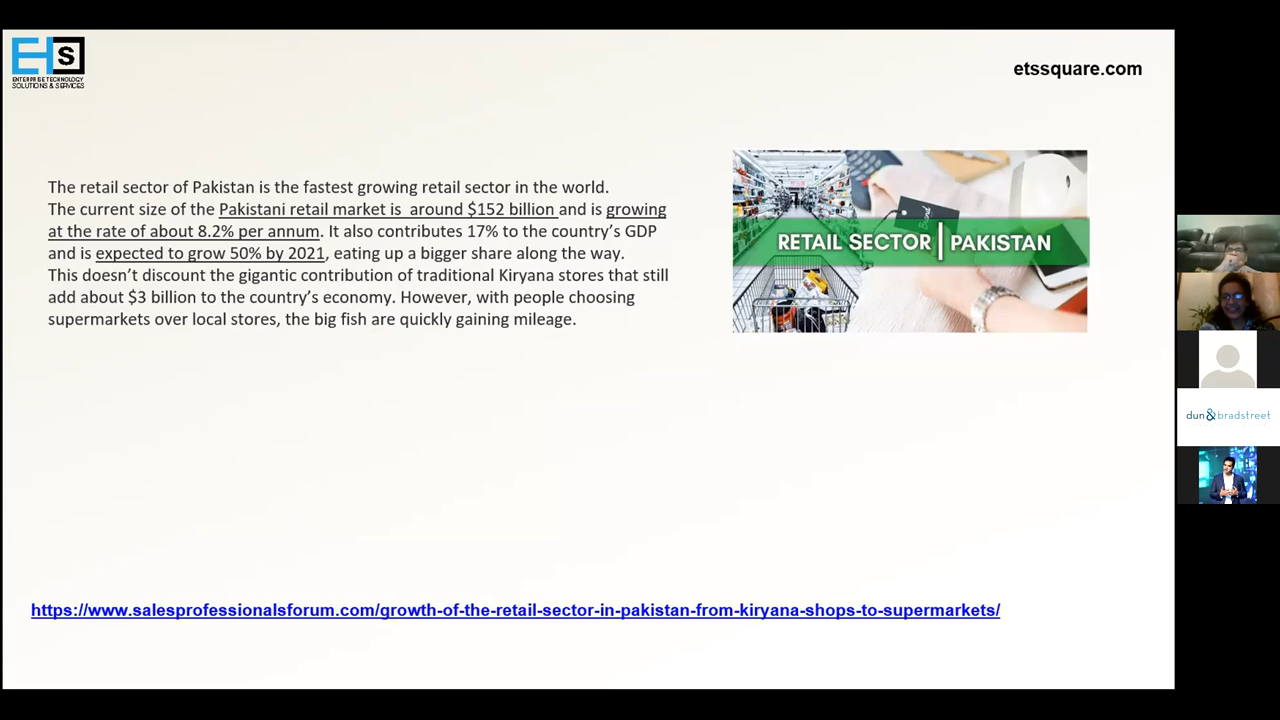 EtS
ENTERPRISE TECHNOLOGY
SOLUTIONS & SERVICES
etssquare.com
The retail sector of Pakistan is the fastest growing retail sector in the world.
The current size of the Pakistani retail market is around $152 billion and is growing
at the rate of about 8.2% per annum. It also contributes 17% to the country's GDP
and is expected to grow 50% by 2021, eating up a bigger share along the way.
This doesn't discount the gigantic contribution of traditional Kiryana stores that still
add about $3 billion to the country's economy. However, with people choosing
supermarkets over local stores, the big fish are quickly gaining mileage.
RETAIL SECTOR | PAKISTAN
dun&bradstreet
https://www.salesprofessionalsforum.com/growth-of-the-retail-sector-in-pakistan-from-kiryana-shops-to-supermarkets/